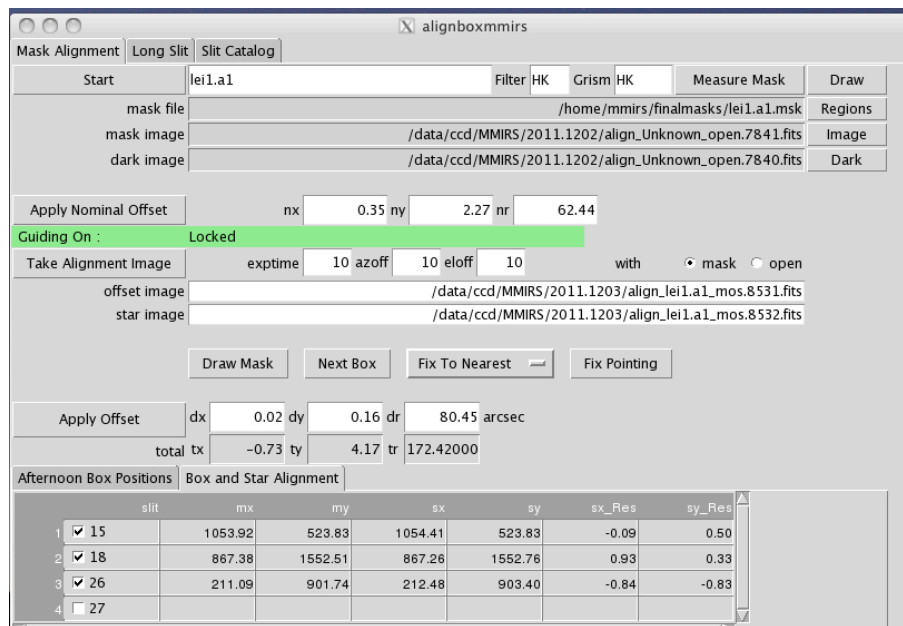 alignboxmmirs
Mask Alignment Long Slit Slit Catalog
Start lei1.a1 Filter HK Grism HK Measure Mask Draw
mask file /home/mmirs/finalmasks/lei1.a1.msk Regions
mask image /data/ccd/MMIRS/2011.1202/align_Unknown_open.7841.fits Image
dark image /data/ccd/MMIRS/2011.1202/align_Unknown_open.7840.fits Dark
Apply Nominal Offset nx 0.35 ny 2.27 nr 62.44
Guiding On : Locked
Take Alignment Image exptime 10 azoff 10 eloff 10 with mask open
offset image /data/ccd/MMIRS/2011.1203/align_lei1.a1_mos.8531.fits
star image /data/ccd/MMIRS/2011.1203/align_lei1.a1_mos.8532.fits
Draw Mask Next Box Fix To Nearest Fix Pointing
Apply Offset dx 0.02 dy 0.16 dr 80.45 arcsec
total tx -0.73 ty 4.17 tr 172.42000
Afternoon Box Positions Box and Star Alignment
slit mx my sx sy sx_Res sy_Res
1 15 1053.92 523.83 1054.41 523.83 -0.09 0.50
2 18 867.38 1552.51 867.26 1552.76 0.93 0.33
3 26 211.09 901.74 212.48 903.40 -0.84 -0.83
4 27